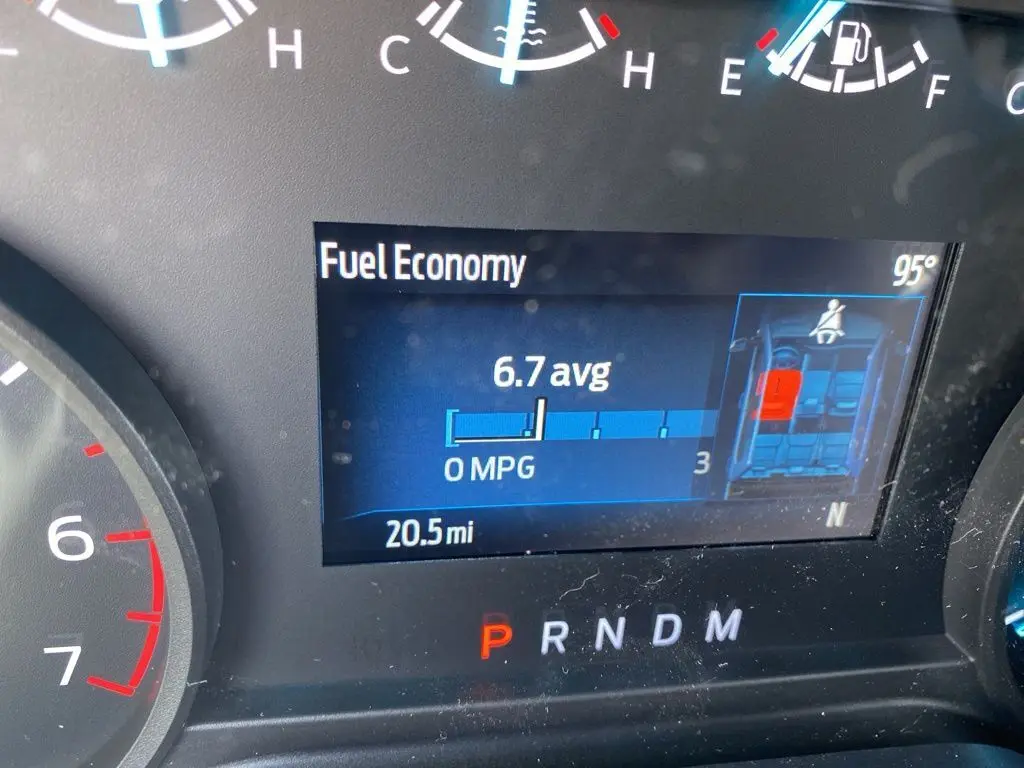 H C H E F
Fuel Economy 95°
6.7 avg
0 MPG 3
20.5 mi N
6
P R N D M
7